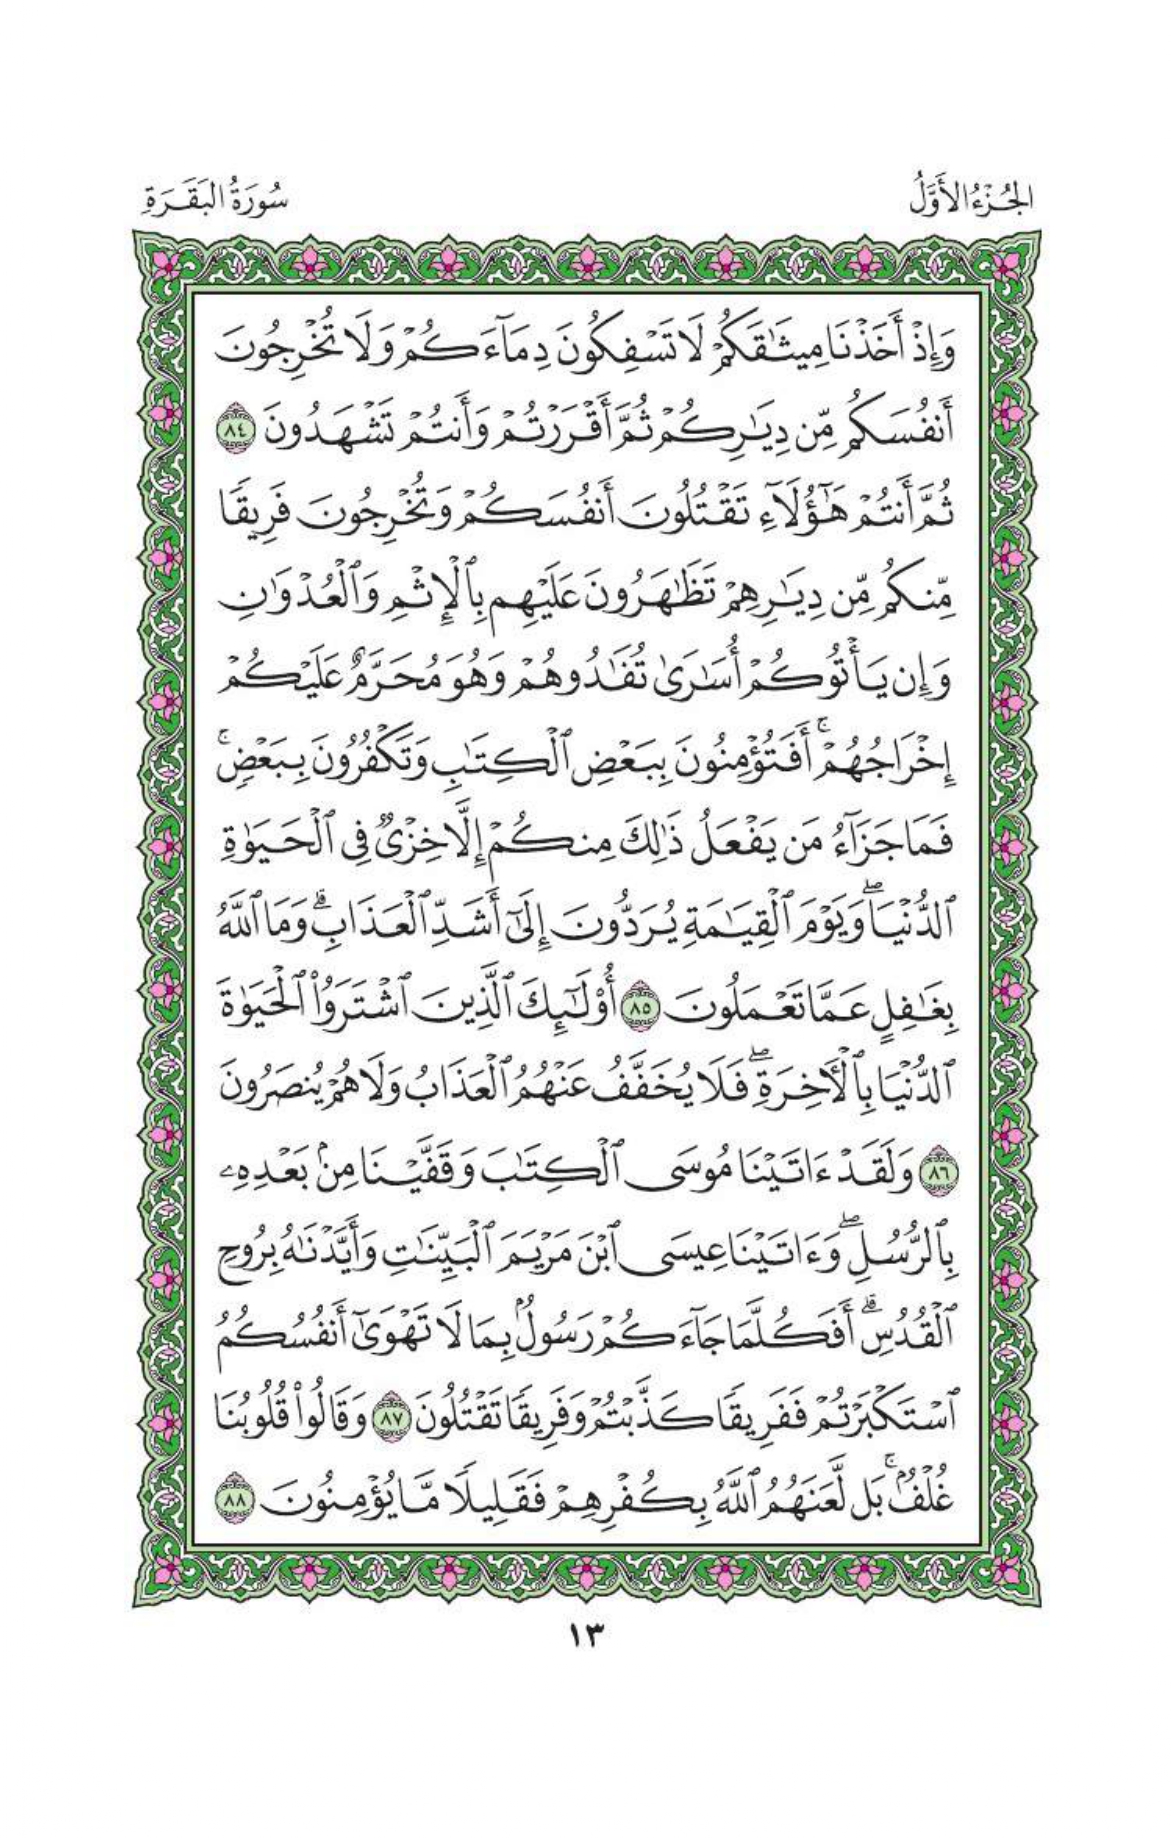 الجُزْءُ الأَوَّلُ
سُورَةُ البَقَرَةِ
وَإِذْ أَخَذْنَا مِيثَٰقَكُمْ لَا تَسْفِكُونَ دِمَآءَكُمْ وَلَا تُخْرِجُونَ
أَنفُسَكُم مِّن دِيَٰرِكُمْ ثُمَّ أَقْرَرْتُمْ وَأَنتُمْ تَشْهَدُونَ ٨٤
ثُمَّ أَنتُمْ هَٰٓؤُلَآءِ تَقْتُلُونَ أَنفُسَكُمْ وَتُخْرِجُونَ فَرِيقًا
مِّنكُم مِّن دِيَٰرِهِمْ تَظَٰهَرُونَ عَلَيْهِم بِٱلْإِثْمِ وَٱلْعُدْوَٰنِ
وَإِن يَأْتُوكُمْ أُسَٰرَىٰ تُفَٰدُوهُمْ وَهُوَ مُحَرَّمٌ عَلَيْكُمْ
إِخْرَاجُهُمْ ۚ أَفَتُؤْمِنُونَ بِبَعْضِ ٱلْكِتَٰبِ وَتَكْفُرُونَ بِبَعْضٍ ۚ
فَمَا جَزَآءُ مَن يَفْعَلُ ذَٰلِكَ مِنكُمْ إِلَّا خِزْىٌ فِى ٱلْحَيَوٰةِ
ٱلدُّنْيَا ۖ وَيَوْمَ ٱلْقِيَٰمَةِ يُرَدُّونَ إِلَىٰٓ أَشَدِّ ٱلْعَذَابِ ۗ وَمَا ٱللَّهُ
بِغَٰفِلٍ عَمَّا تَعْمَلُونَ ٨٥ أُو۟لَٰٓئِكَ ٱلَّذِينَ ٱشْتَرَوُا۟ ٱلْحَيَوٰةَ
ٱلدُّنْيَا بِٱلْـَٔاخِرَةِ ۖ فَلَا يُخَفَّفُ عَنْهُمُ ٱلْعَذَابُ وَلَا هُمْ يُنصَرُونَ
٨٦ وَلَقَدْ ءَاتَيْنَا مُوسَى ٱلْكِتَٰبَ وَقَفَّيْنَا مِنۢ بَعْدِهِۦ
بِٱلرُّسُلِ ۖ وَءَاتَيْنَا عِيسَى ٱبْنَ مَرْيَمَ ٱلْبَيِّنَٰتِ وَأَيَّدْنَٰهُ بِرُوحِ
ٱلْقُدُسِ ۗ أَفَكُلَّمَا جَآءَكُمْ رَسُولٌۢ بِمَا لَا تَهْوَىٰٓ أَنفُسُكُمُ
ٱسْتَكْبَرْتُمْ فَفَرِيقًا كَذَّبْتُمْ وَفَرِيقًا تَقْتُلُونَ ٨٧ وَقَالُوا۟ قُلُوبُنَا
غُلْفٌۢ ۚ بَل لَّعَنَهُمُ ٱللَّهُ بِكُفْرِهِمْ فَقَلِيلًا مَّا يُؤْمِنُونَ ٨٨
١٣